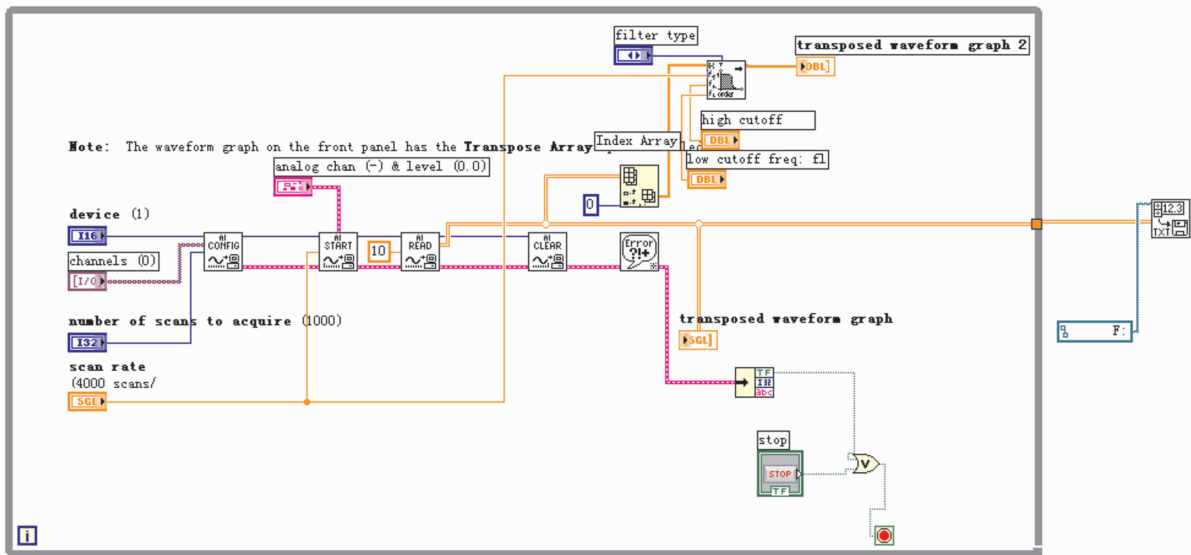 filter type
transposed waveform graph 2
DBL]
order
high cutoff
DBL
Note: The waveform graph on the front panel has the Transpose Array
Index Array
analog chan (-) & level (0.0)
low cutoff freq: fl
DBL
0
device (1)
I16
AI CONFIG
AI START
10
AI READ
AI CLEAR
Error ?!+
12.3
TXT
channels (0)
[I/0
number of scans to acquire (1000)
I32
transposed waveform graph
SGL]
F:
scan rate
(4000 scans/
SGL
TF
abc
stop
STOP
TF
V
i